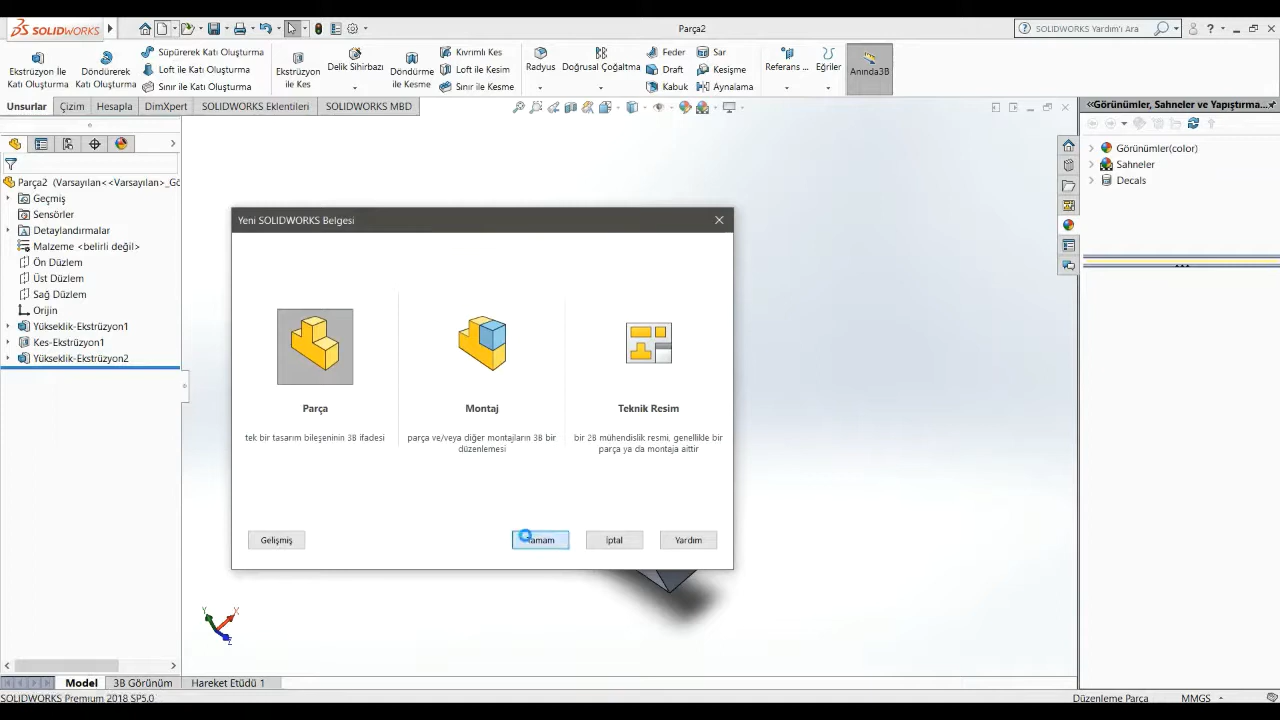 SOLIDWORKS
Parça2
SOLIDWORKS Yardım'ı Ara
Ekstrüzyon İle Katı Oluşturma
Döndürerek Katı Oluşturma
Süpürerek Katı Oluşturma
Loft ile Katı Oluşturma
Sınır ile Katı Oluşturma
Ekstrüzyon ile Kes
Delik Sihirbazı
Döndürme ile Kesme
Kıvrımlı Kes
Loft ile Kesim
Sınır ile Kesme
Radyus
Doğrusal Çoğaltma
Feder
Draft
Kabuk
Sar
Kesişme
Aynalama
Referans ...
Eğriler
Anında3B
Unsurlar
Çizim
Hesapla
DimXpert
SOLIDWORKS Eklentileri
SOLIDWORKS MBD
Görünümler, Sahneler ve Yapıştırma...
Görünümler(color)
Sahneler
Decals
Parça2 (Varsayılan<<Varsayılan>_Gö
Geçmiş
Sensörler
Detaylandırmalar
Malzeme <belirli değil>
Ön Düzlem
Üst Düzlem
Sağ Düzlem
Orijin
Yükseklik-Ekstrüzyon1
Kes-Ekstrüzyon1
Yükseklik-Ekstrüzyon2
Yeni SOLIDWORKS Belgesi
Parça
tek bir tasarım bileşeninin 3B ifadesi
Montaj
parça ve/veya diğer montajların 3B bir
düzenlemesi
Teknik Resim
bir 2B mühendislik resmi, genellikle bir
parça ya da montaja aittir
Gelişmiş
Tamam
İptal
Yardım
Y
X
Z
Model
3B Görünüm
Hareket Etüdü 1
SOLIDWORKS Premium 2018 SP5.0
Düzenleme Parça
MMGS